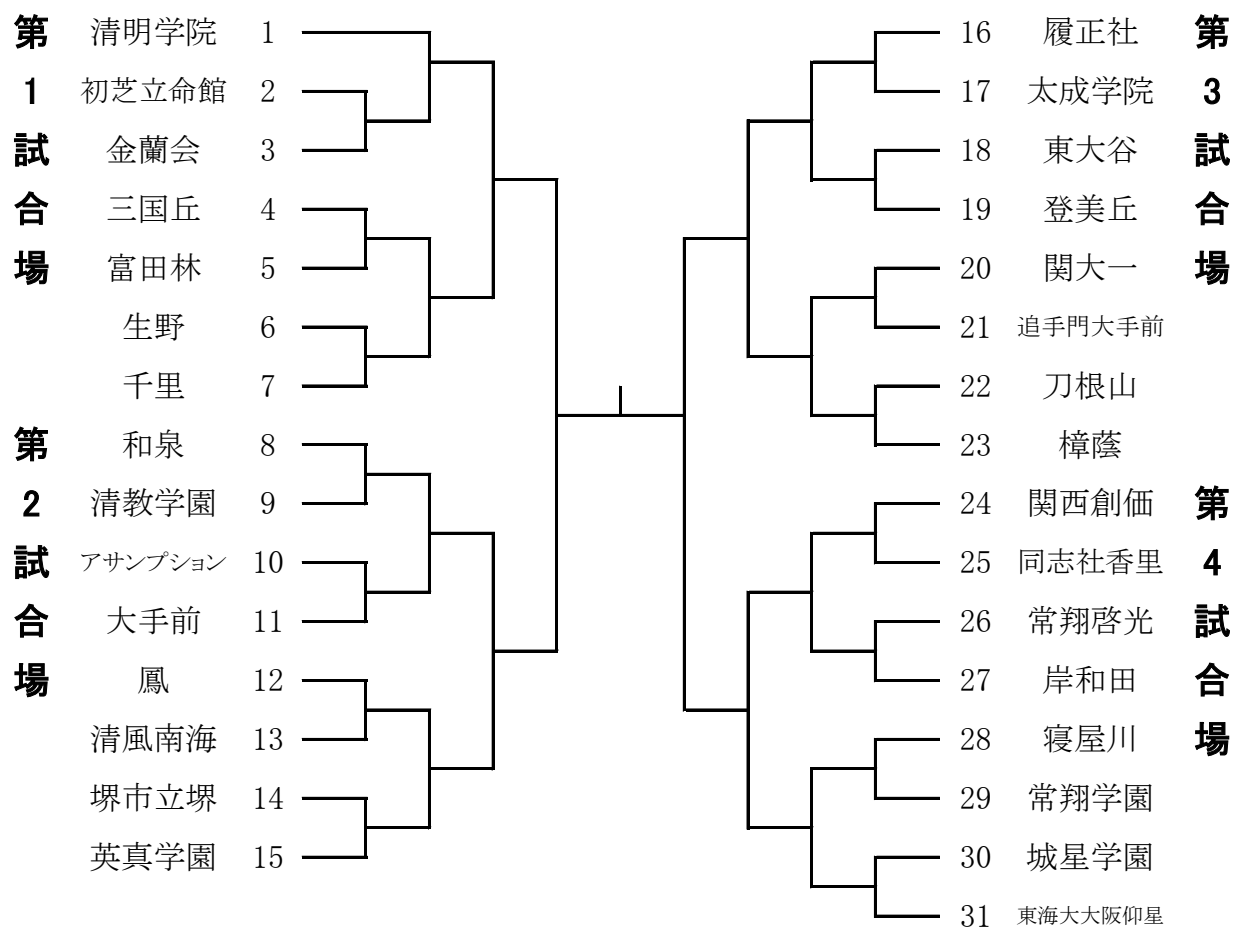 第1試合場
清明学院 1
初芝立命館 2
金蘭会 3
三国丘 4
富田林 5
生野 6
千里 7
第2試合場
和泉 8
清教学園 9
アサンプション 10
大手前 11
鳳 12
清風南海 13
堺市立堺 14
英真学園 15
第3試合場
16 履正社
17 太成学院
18 東大谷
19 登美丘
20 関大一
21 追手門大手前
22 刀根山
23 樟蔭
第4試合場
24 関西創価
25 同志社香里
26 常翔啓光
27 岸和田
28 寝屋川
29 常翔学園
30 城星学園
31 東海大大阪仰星